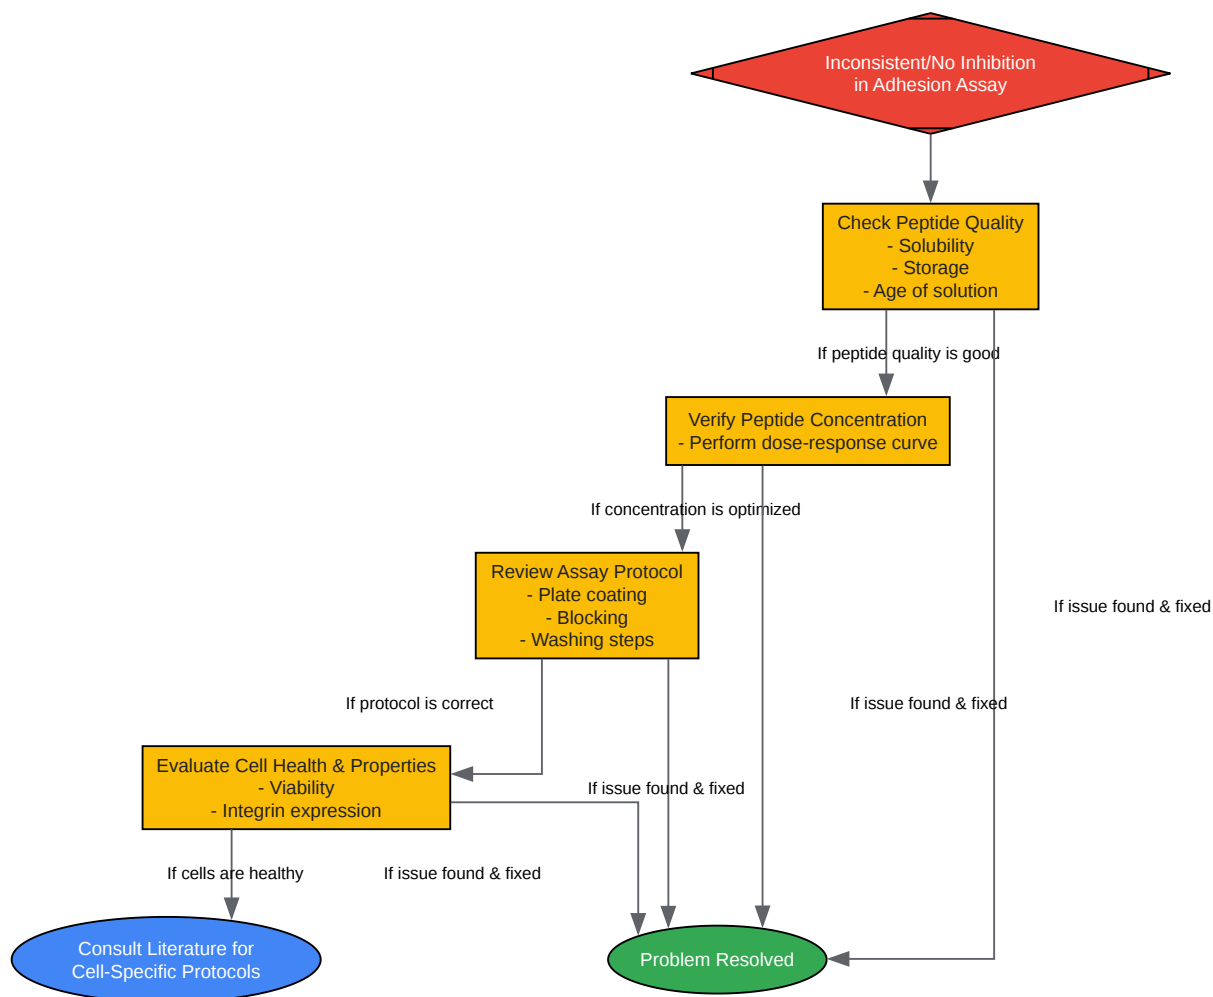 Inconsistent/No Inhibition
in Adhesion Assay
Check Peptide Quality
- Solubility
- Storage
- Age of solution
If peptide quality is good
Verify Peptide Concentration
- Perform dose-response curve
If concentration is optimized
Review Assay Protocol
- Plate coating
- Blocking
- Washing steps
If issue found & fixed
If protocol is correct
If issue found & fixed
Evaluate Cell Health & Properties
- Viability
- Integrin expression
If issue found & fixed
If cells are healthy
If issue found & fixed
Consult Literature for
Cell-Specific Protocols
Problem Resolved